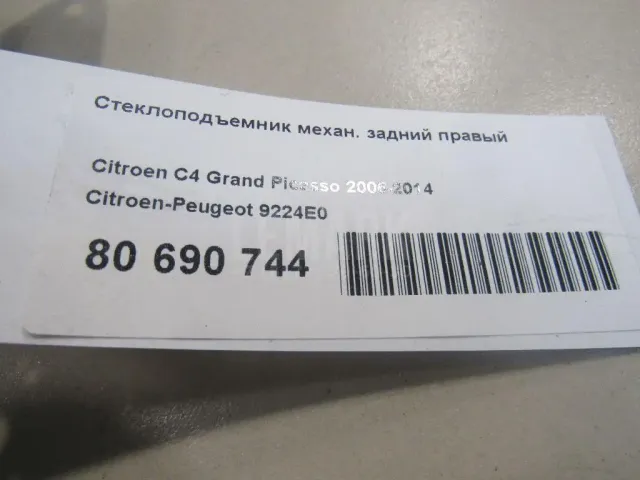 Стеклоподъемник механ. задний правый
Citroen C4 Grand Picasso 2006-2014
Citroen-Peugeot 9224E0
80 690 744